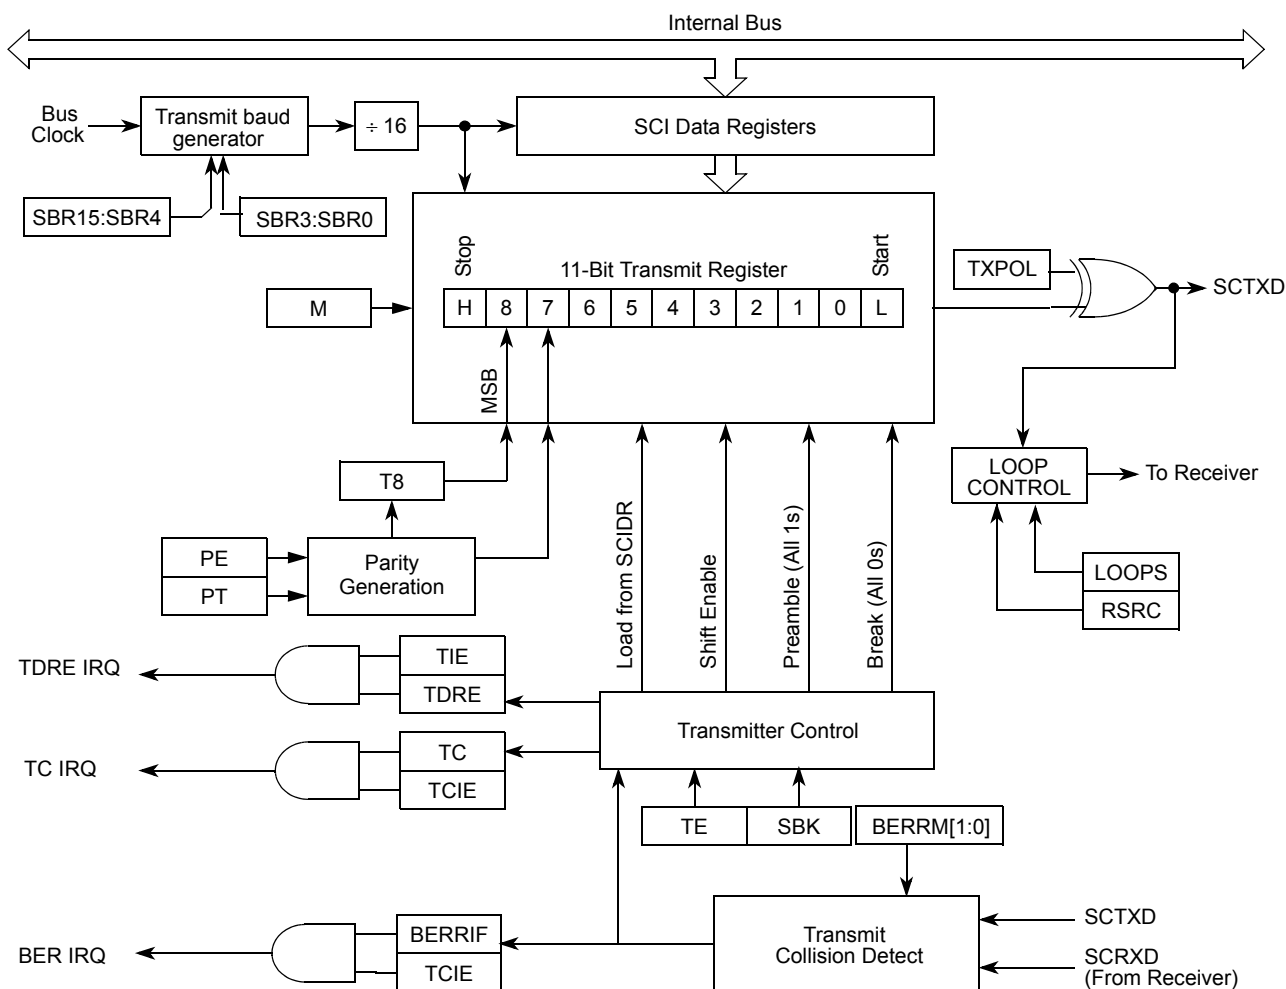 Internal Bus
Bus
Clock
Transmit baud
generator
÷ 16
SCI Data Registers
SBR15:SBR4
SBR3:SBR0
Stop
11-Bit Transmit Register
Start
TXPOL
SCTXD
M
H 8 7 6 5 4 3 2 1 0 L
MSB
T8
LOOP
CONTROL
To Receiver
PE
PT
Parity
Generation
Load from SCIDR
Shift Enable
Preamble (All 1s)
Break (All 0s)
LOOPS
RSRC
TDRE IRQ
TIE
TDRE
Transmitter Control
TC IRQ
TC
TCIE
TE
SBK
BERRM[1:0]
BER IRQ
BERRIF
TCIE
Transmit
Collision Detect
SCTXD
SCRXD
(From Receiver)